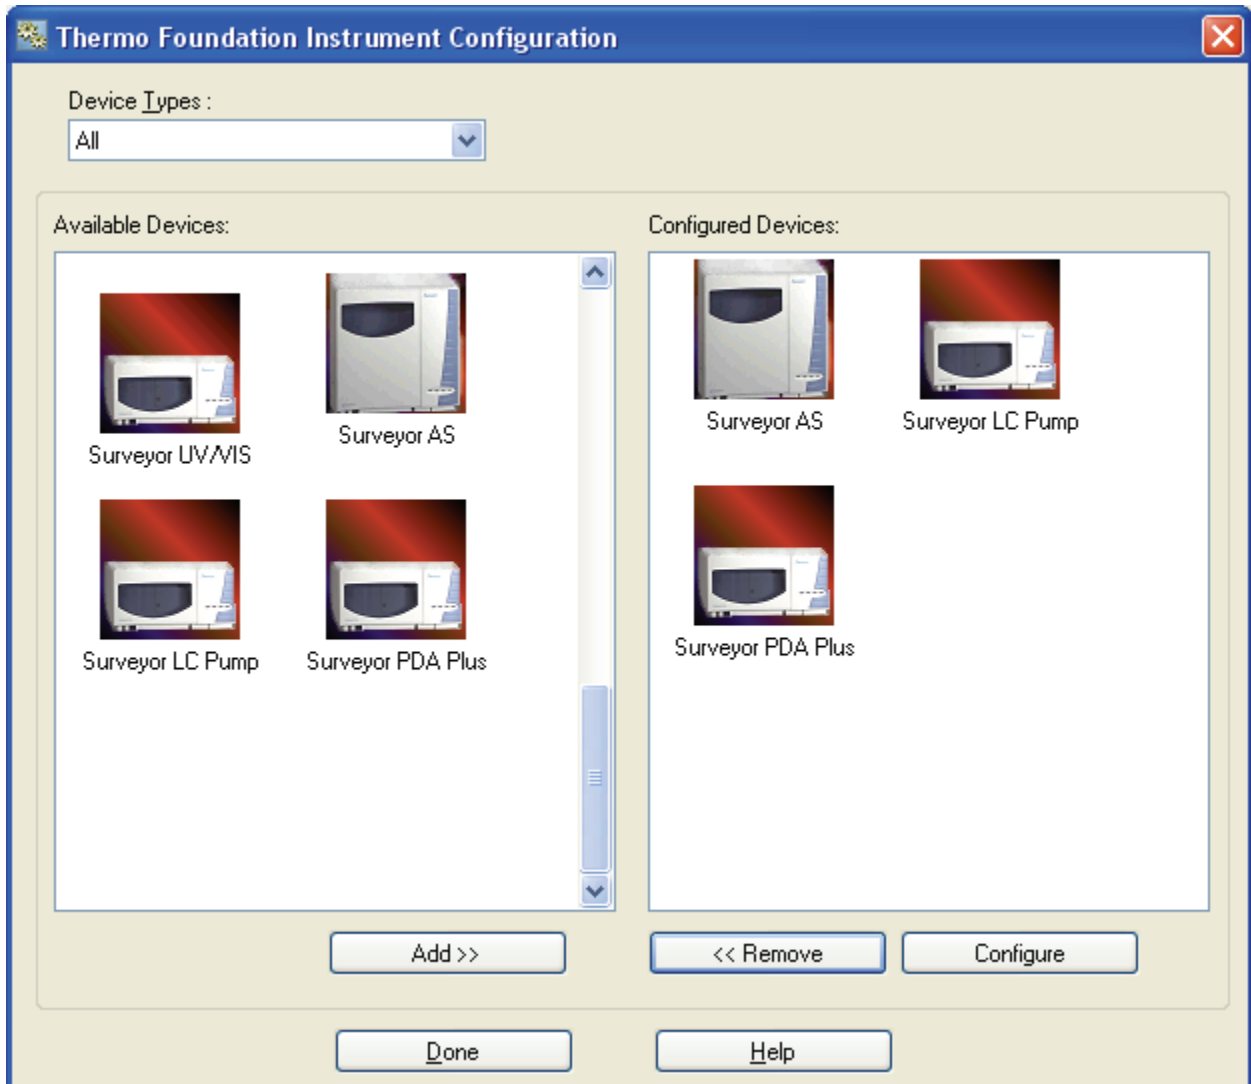 Thermo Foundation Instrument Configuration
Device Types :
All
Available Devices:
Surveyor UV/VIS
Surveyor AS
Surveyor LC Pump
Surveyor PDA Plus
Add >>
Configured Devices:
Surveyor AS
Surveyor LC Pump
Surveyor PDA Plus
<< Remove
Configure
Done
Help